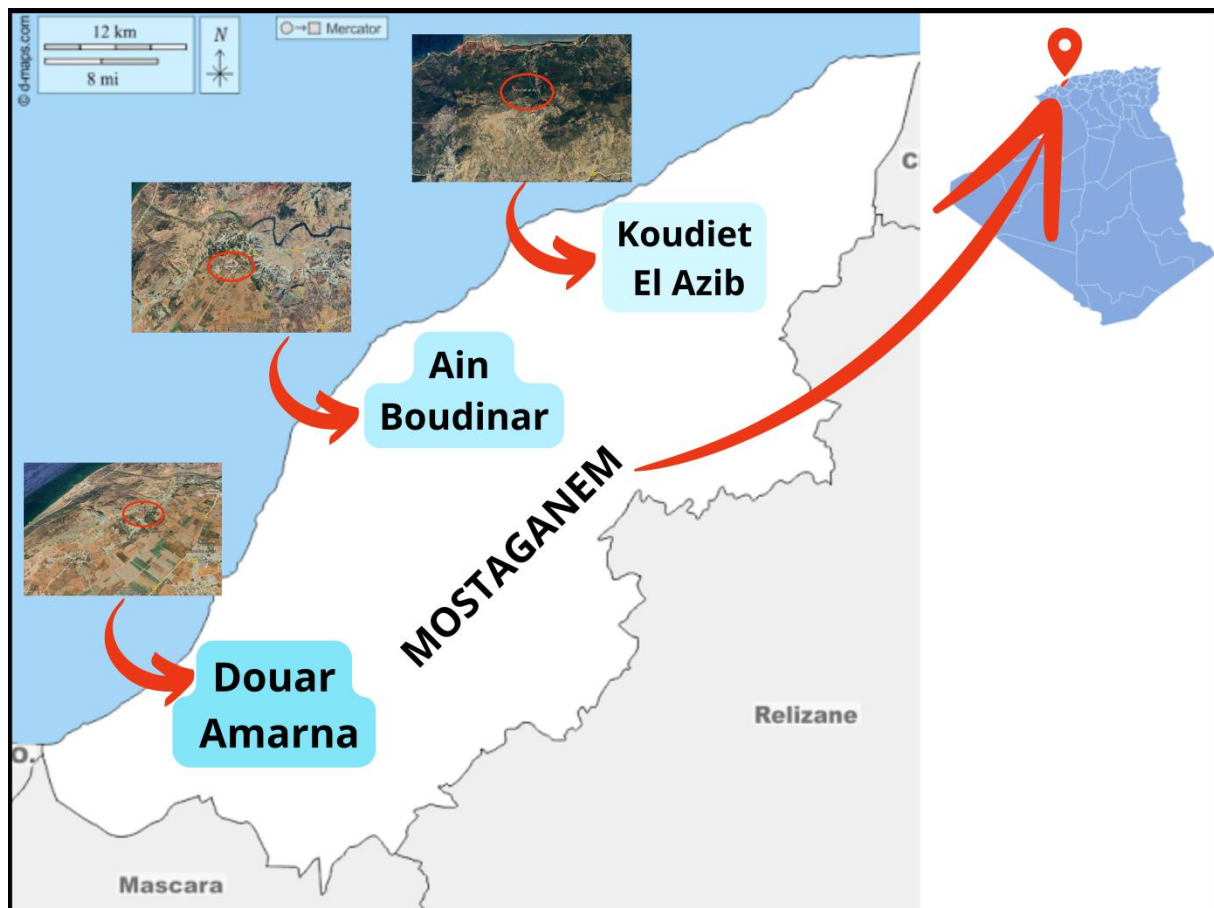 © d-maps.com
12 km
8 mi
N
Mercator
Koudiet
El Azib
Ain
Boudinar
MOSTAGANEM
Douar
Amarna
C
Relizane
O.
Mascara